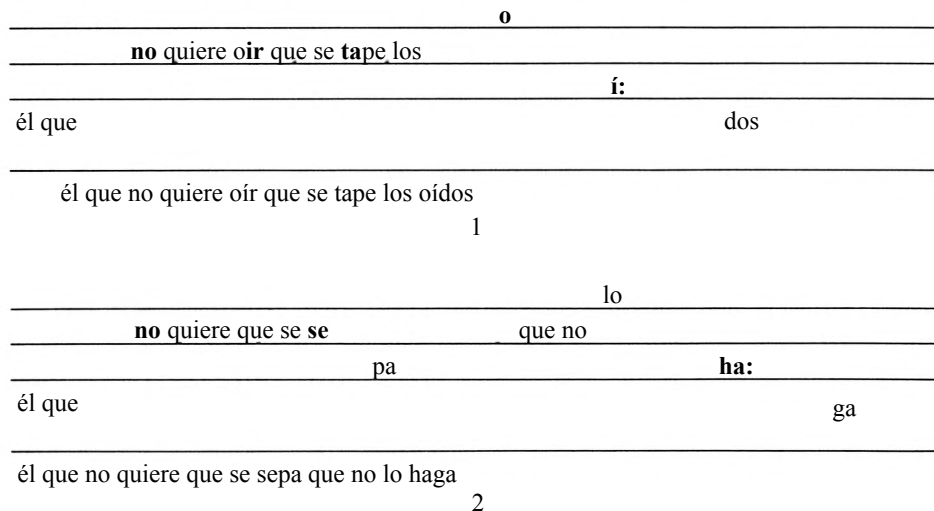 o
no quiere oir que se tape los
í:
él que dos
él que no quiere oír que se tape los oídos
1
lo
no quiere que se se que no
pa ha:
él que ga
él que no quiere que se sepa que no lo haga
2